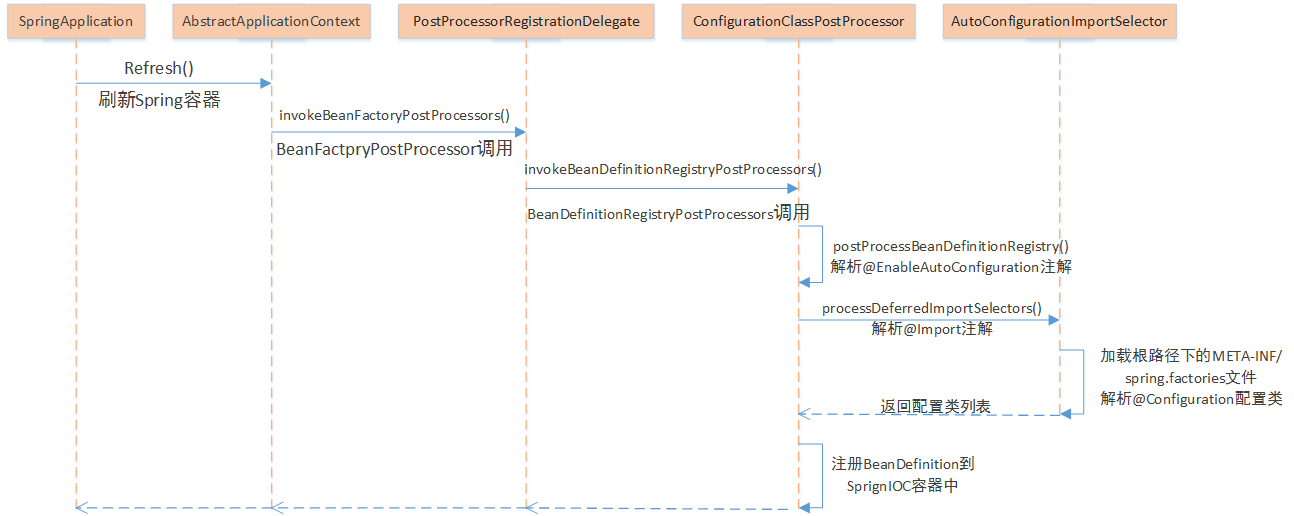 SpringApplication
AbstractApplicationContext
PostProcessorRegistrationDelegate
ConfigurationClassPostProcessor
AutoConfigurationImportSelector
Refresh()
刷新Spring容器
invokeBeanFactoryPostProcessors()
BeanFactpryPostProcessor调用
invokeBeanDefinitionRegistryPostProcessors()
BeanDefinitionRegistryPostProcessors调用
postProcessBeanDefinitionRegistry()
解析@EnableAutoConfiguration注解
processDeferredImportSelectors()
解析@Import注解
加载根路径下的META-INF/
spring.factories文件
解析@Configuration配置类
返回配置类列表
注册BeanDefinition到
SprignIOC容器中